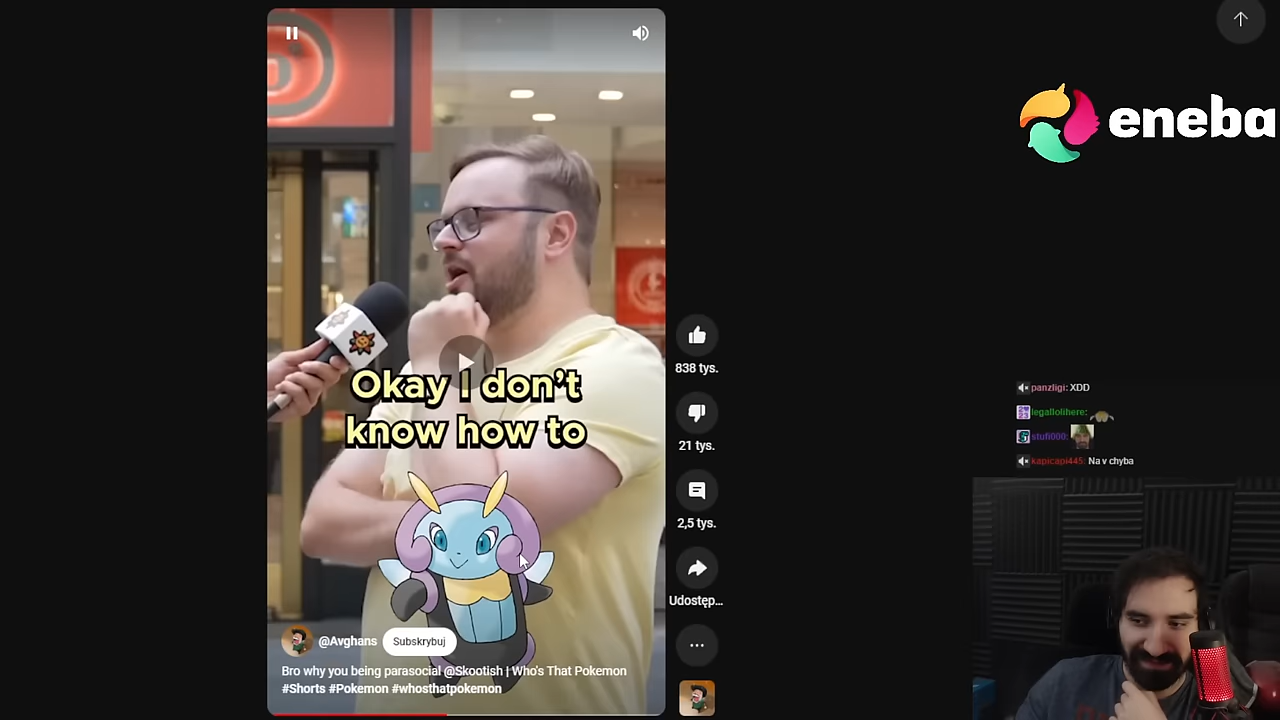 eneba
Okay I don't
know how to
838 tys.
21 tys.
2,5 tys.
Udostęp...
panzligi: XDD
legallolihere:
stufi000:
kapicapi445: Na v chyba
@Avghans
Subskrybuj
Bro why you being parasocial @Skootish | Who's That Pokemon
#Shorts #Pokemon #whosthatpokemon